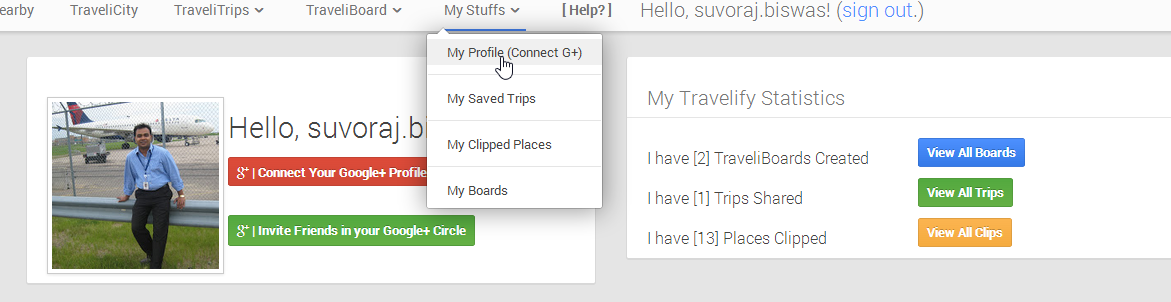 earby TraveliCity TraveliTrips TraveliBoard My Stuffs [ Help? ] Hello, suvoraj.biswas! (sign out.)
My Profile (Connect G+)
My Saved Trips
My Clipped Places
My Boards
Hello, suvoraj.bis
g+ | Connect Your Google+ Profile
g+ | Invite Friends in your Google+ Circle
My Travelify Statistics
I have [2] TraveliBoards Created View All Boards
I have [1] Trips Shared View All Trips
I have [13] Places Clipped View All Clips